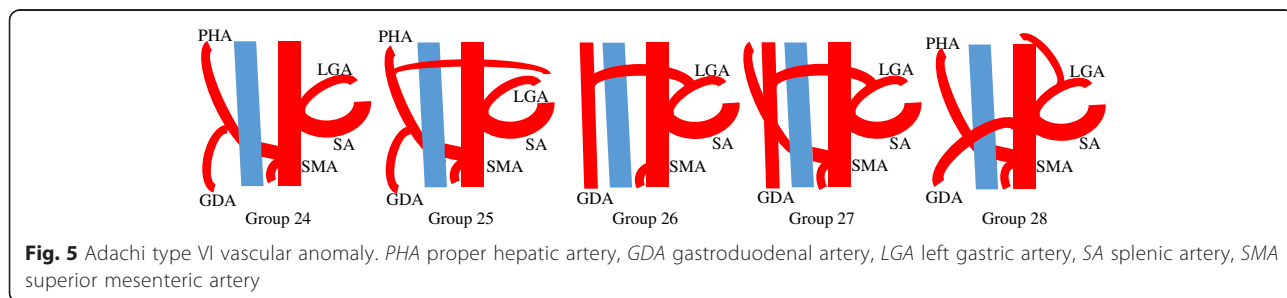 PHA PHA PHA
LGA LGA LGA LGA LGA
SA SA SA SA SA
SMA SMA SMA
GDA GDA GDA GDA GDA
Group 24 Group 25 Group 26 Group 27 Group 28
Fig. 5 Adachi type VI vascular anomaly. PHA proper hepatic artery, GDA gastroduodenal artery, LGA left gastric artery, SA splenic artery, SMA
superior mesenteric artery